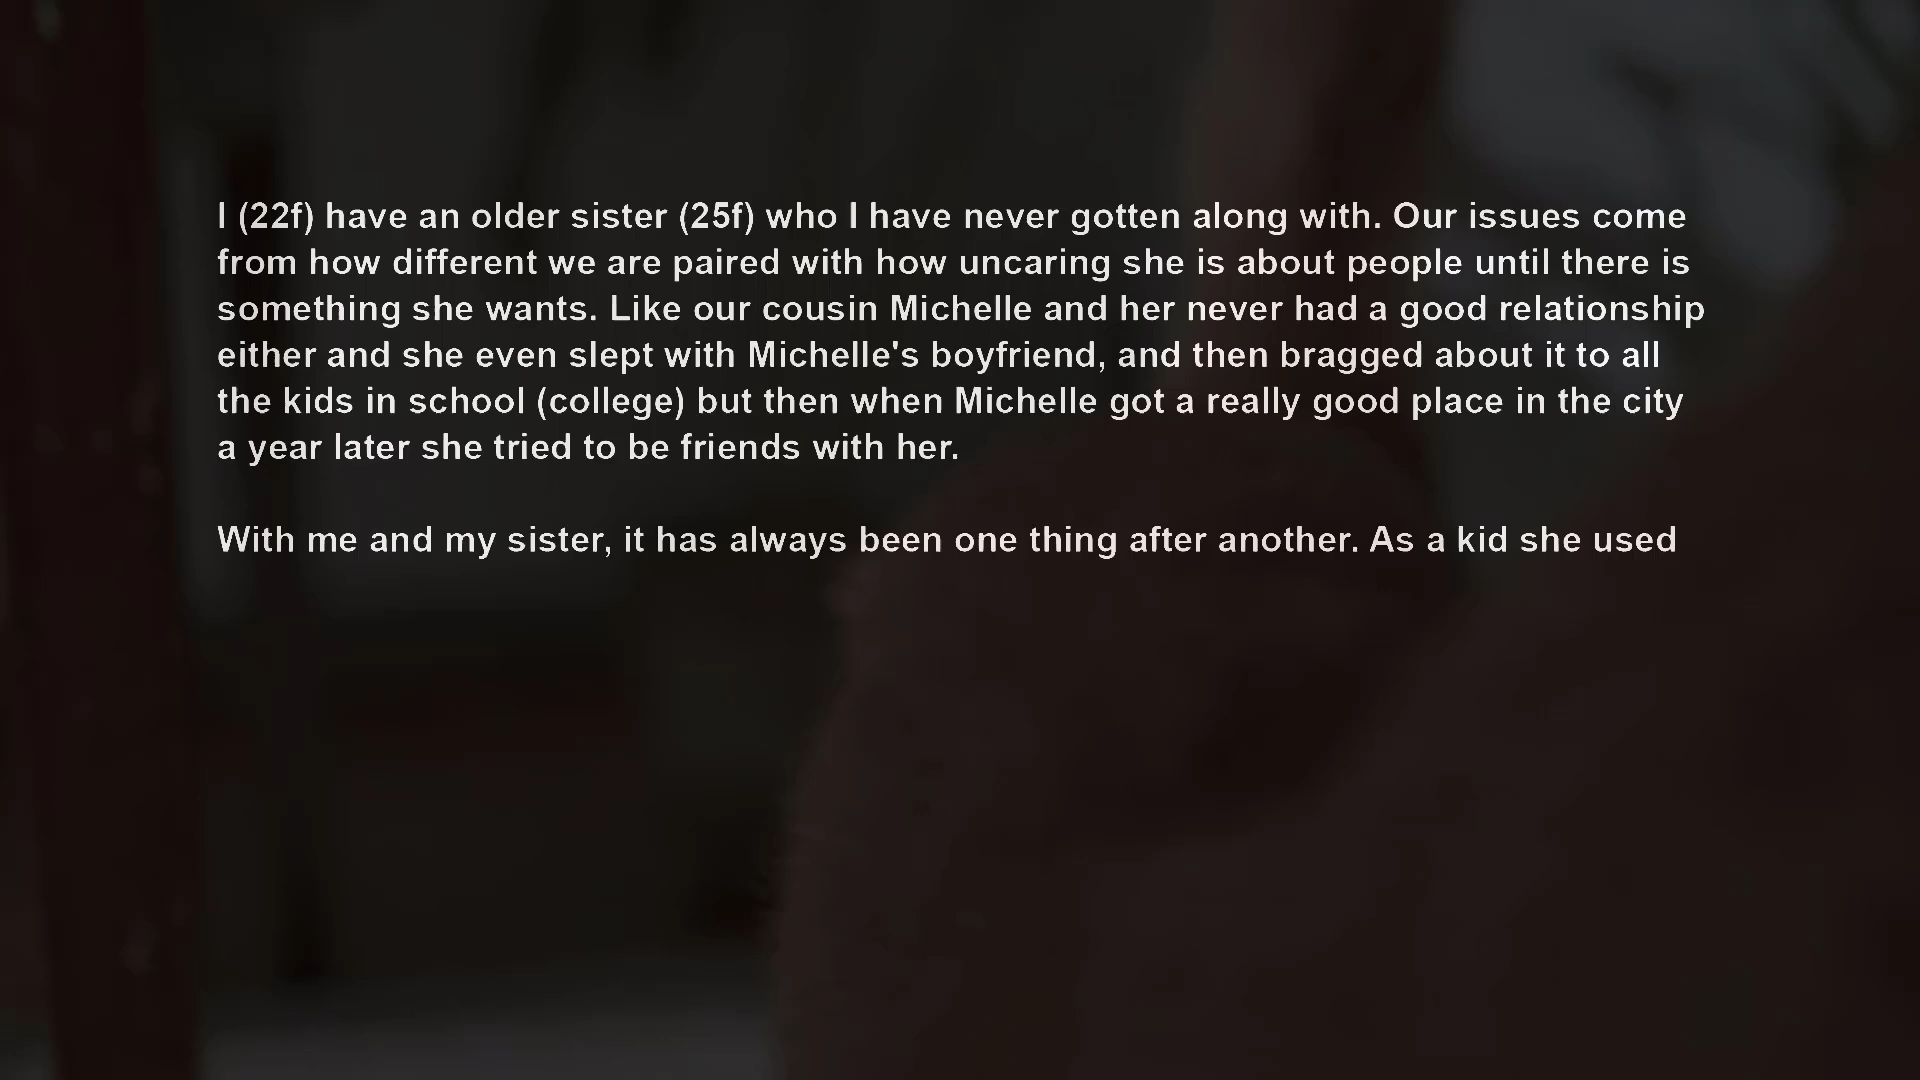 I (22f) have an older sister (25f) who I have never gotten along with. Our issues come
from how different we are paired with how uncaring she is about people until there is
something she wants. Like our cousin Michelle and her never had a good relationship
either and she even slept with Michelle's boyfriend, and then bragged about it to all
the kids in school (college) but then when Michelle got a really good place in the city
a year later she tried to be friends with her.
With me and my sister, it has always been one thing after another. As a kid she used